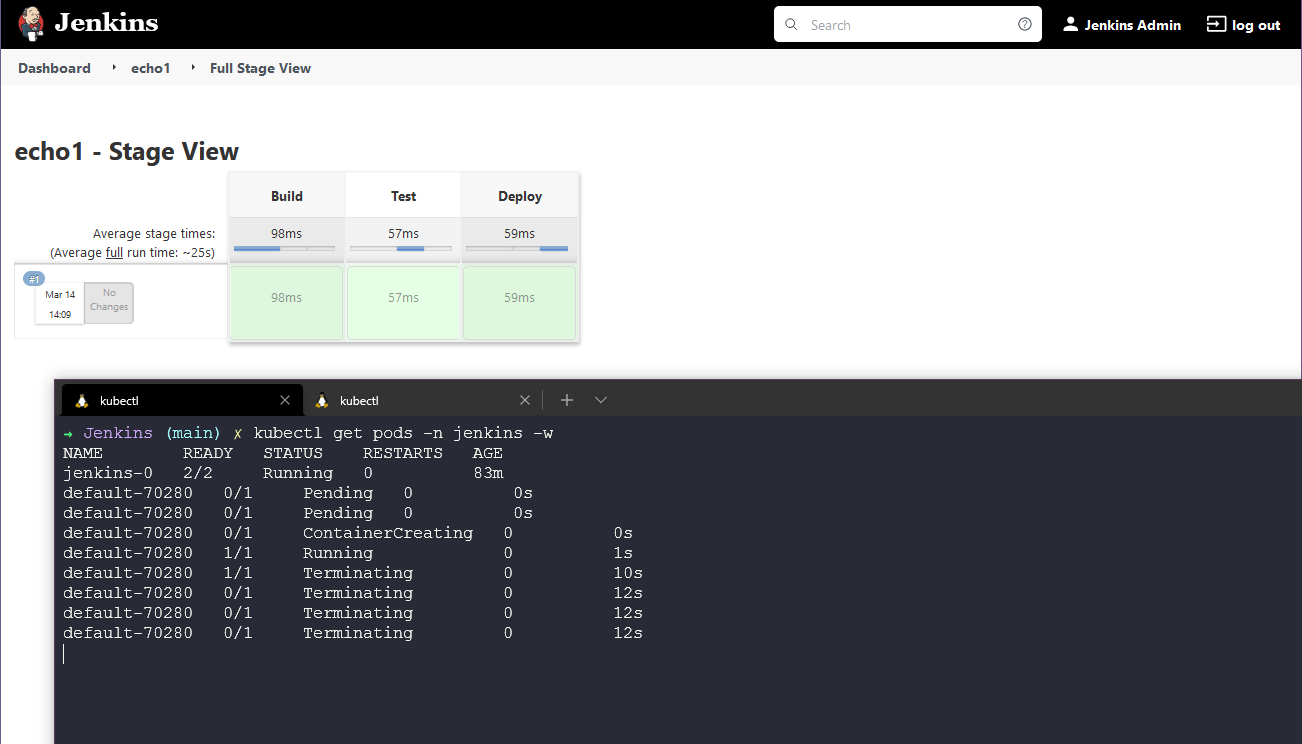 Jenkins
Search
Jenkins Admin
log out
Dashboard
echo1
Full Stage View
echo1 - Stage View
Build Test Deploy
Average stage times: 98ms 57ms 59ms
(Average full run time: ~25s)
#1
Mar 14
14:09
No
Changes
98ms 57ms 59ms
kubectl
kubectl
→ Jenkins (main) ✗ kubectl get pods -n jenkins -w
NAME READY STATUS RESTARTS AGE
jenkins-0 2/2 Running 0 83m
default-70280 0/1 Pending 0 0s
default-70280 0/1 Pending 0 0s
default-70280 0/1 ContainerCreating 0 0s
default-70280 1/1 Running 0 1s
default-70280 1/1 Terminating 0 10s
default-70280 0/1 Terminating 0 12s
default-70280 0/1 Terminating 0 12s
default-70280 0/1 Terminating 0 12s